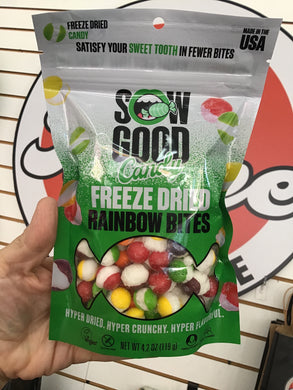 FREEZE DRIED
CANDY
MADE IN THE
USA
SATISFY YOUR SWEET TOOTH IN FEWER BITES
SOW
GOOD
Candy
FREEZE DRIED
RAINBOW BITES
HYPER DRIED. HYPER CRUNCHY. HYPER FLAVORFUL.
NET WT 4.2 OZ (119g)